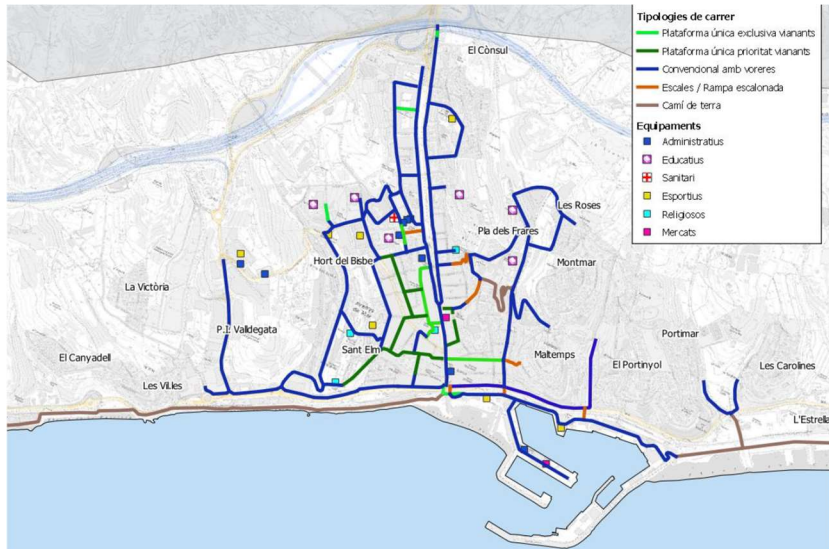 Tipologies de carrer
Plataforma única exclusiva vianants
Plataforma única prioritat vianants
Convencional amb voreres
Escales / Rampa escalonada
Camí de terra
Equipaments
Administratius
Educatius
Sanitari
Esportius
Religiosos
Mercats
El Cònsul
Les Roses
Pla dels Frares
Hort del Bisbe
Montmar
La Victòria
P.I. Valldegata
Portimar
Sant Elm
Maltemps
El Canyadell
El Portinyol
Les Carolines
Les Villes
L'Estrella